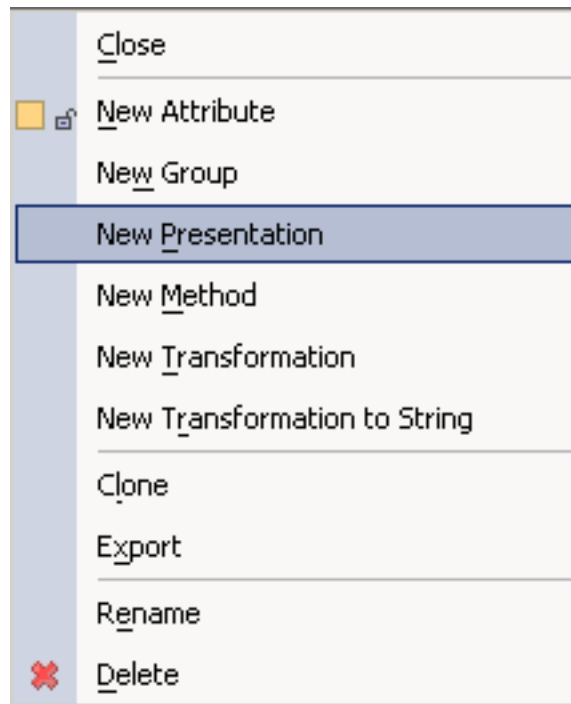 Close
New Attribute
New Group
New Presentation
New Method
New Transformation
New Transformation to String
Clone
Export
Rename
Delete